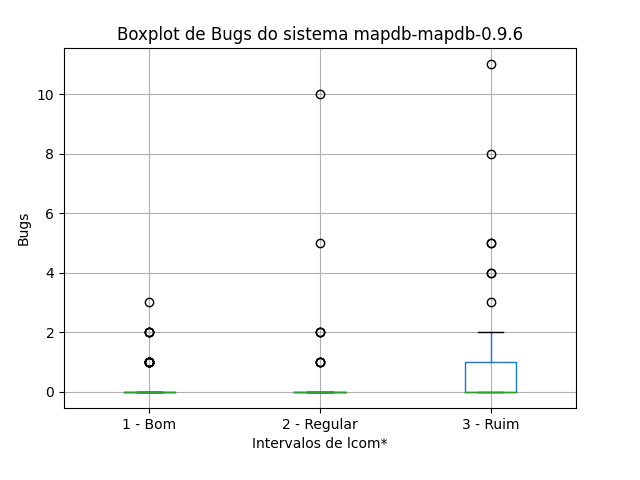 Boxplot de Bugs do sistema mapdb-mapdb-0.9.6
10
8
6
4
2
0
Bugs
1 - Bom
2 - Regular
3 - Ruim
Intervalos de lcom*